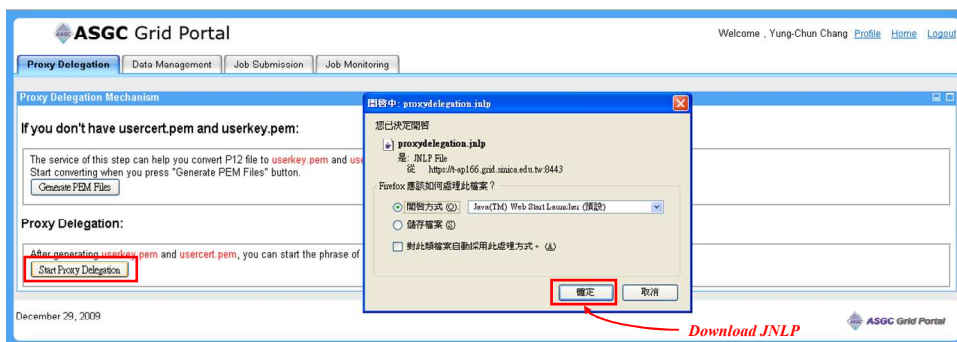 ASGC Grid Portal
Welcome , Yung-Chun Chang Profile Home Logout
Proxy Delegation Data Management Job Submission Job Monitoring
Proxy Delegation Mechanism
If you don't have usercert.pem and userkey.pem:
The service of this step can help you convert P12 file to userkey.pem and
Start converting when you press "Generate PEM Files" button.
Generate PEM Files
Proxy Delegation:
After generating userkey.pem and usercert.pem, you can start the phrase of
Start Proxy Delegation
開啓中: proxydelegation.jnlp
您已決定開啓
proxydelegation.jnlp
是: JNLP File
從 https://t-ap166.grid.sinica.edu.tw:8443
Firefox 應該如何處理此檔案？
開啓方式 (O): Java(TM) Web Start Launcher (預設)
儲存檔案 (S)
對此類檔案自動採用此處理方式。(A)
確定 取消
Download JNLP
December 29, 2009
ASGC Grid Portal